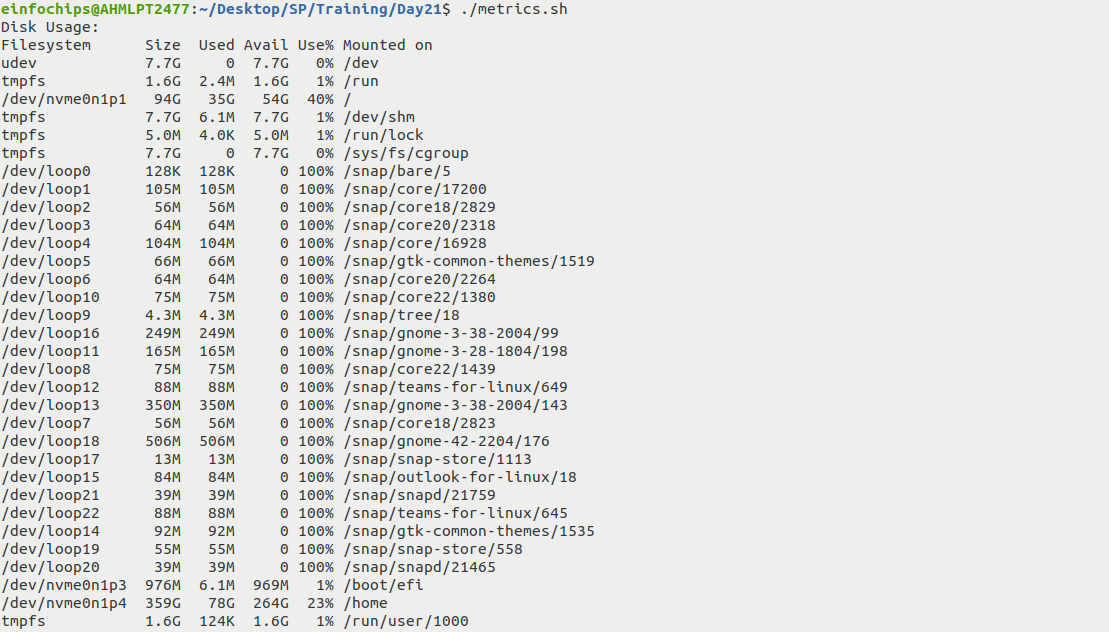 einfochips@AHMLPT2477:~/Desktop/SP/Training/Day21$ ./metrics.sh
Disk Usage:
Filesystem      Size  Used Avail Use% Mounted on
udev            7.7G     0  7.7G   0% /dev
tmpfs           1.6G  2.4M  1.6G   1% /run
/dev/nvme0n1p1   94G   35G   54G  40% /
tmpfs           7.7G  6.1M  7.7G   1% /dev/shm
tmpfs           5.0M  4.0K  5.0M   1% /run/lock
tmpfs           7.7G     0  7.7G   0% /sys/fs/cgroup
/dev/loop0      128K  128K     0 100% /snap/bare/5
/dev/loop1      105M  105M     0 100% /snap/core/17200
/dev/loop2       56M   56M     0 100% /snap/core18/2829
/dev/loop3       64M   64M     0 100% /snap/core20/2318
/dev/loop4      104M  104M     0 100% /snap/core/16928
/dev/loop5       66M   66M     0 100% /snap/gtk-common-themes/1519
/dev/loop6       64M   64M     0 100% /snap/core20/2264
/dev/loop10      75M   75M     0 100% /snap/core22/1380
/dev/loop9      4.3M  4.3M     0 100% /snap/tree/18
/dev/loop16     249M  249M     0 100% /snap/gnome-3-38-2004/99
/dev/loop11     165M  165M     0 100% /snap/gnome-3-28-1804/198
/dev/loop8       75M   75M     0 100% /snap/core22/1439
/dev/loop12      88M   88M     0 100% /snap/teams-for-linux/649
/dev/loop13     350M  350M     0 100% /snap/gnome-3-38-2004/143
/dev/loop7       56M   56M     0 100% /snap/core18/2823
/dev/loop18     506M  506M     0 100% /snap/gnome-42-2204/176
/dev/loop17      13M   13M     0 100% /snap/snap-store/1113
/dev/loop15      84M   84M     0 100% /snap/outlook-for-linux/18
/dev/loop21      39M   39M     0 100% /snap/snapd/21759
/dev/loop22      88M   88M     0 100% /snap/teams-for-linux/645
/dev/loop14      92M   92M     0 100% /snap/gtk-common-themes/1535
/dev/loop19      55M   55M     0 100% /snap/snap-store/558
/dev/loop20      39M   39M     0 100% /snap/snapd/21465
/dev/nvme0n1p3  976M  6.1M  969M   1% /boot/efi
/dev/nvme0n1p4  359G   78G  264G  23% /home
tmpfs           1.6G  124K  1.6G   1% /run/user/1000